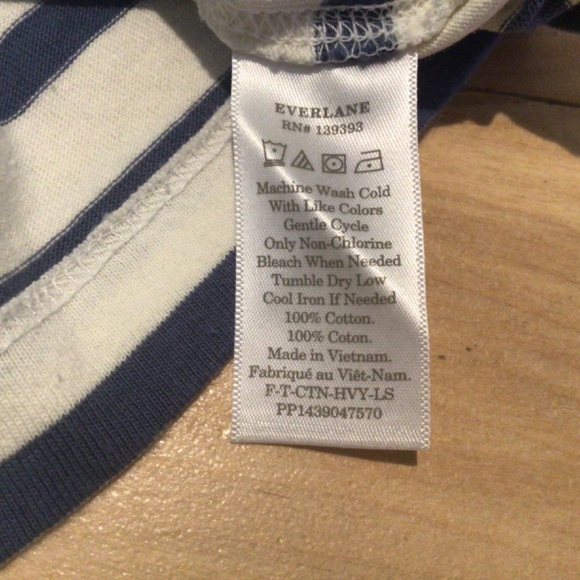 EVERLANE
RN# 139393
Machine Wash Cold
With Like Colors
Gentle Cycle
Only Non-Chlorine
Bleach When Needed
Tumble Dry Low
Cool Iron If Needed
100% Cotton.
100% Coton.
Made in Vietnam.
Fabriqué au Viêt-Nam.
F-T-CTN-HVY-LS
PP1439047570